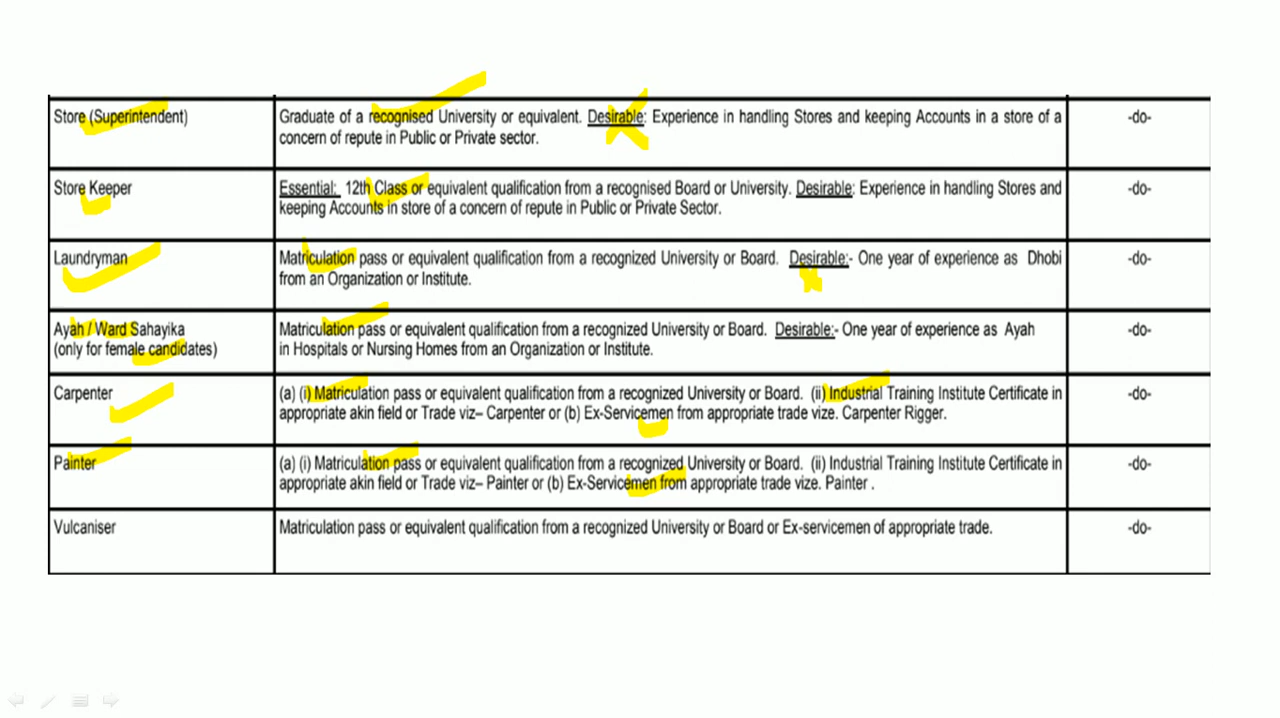 Store (Superintendent)
Graduate of a recognised University or equivalent. Desirable: Experience in handling Stores and keeping Accounts in a store of a
concern of repute in Public or Private sector.
-do-
Store Keeper
Essential: 12th Class or equivalent qualification from a recognised Board or University. Desirable: Experience in handling Stores and
keeping Accounts in store of a concern of repute in Public or Private Sector.
-do-
Laundryman
Matriculation pass or equivalent qualification from a recognized University or Board. Desirable:- One year of experience as Dhobi
from an Organization or Institute.
-do-
Ayah / Ward Sahayika
(only for female candidates)
Matriculation pass or equivalent qualification from a recognized University or Board. Desirable:- One year of experience as Ayah
in Hospitals or Nursing Homes from an Organization or Institute.
-do-
Carpenter
(a) (i) Matriculation pass or equivalent qualification from a recognized University or Board. (ii) Industrial Training Institute Certificate in
appropriate akin field or Trade viz– Carpenter or (b) Ex-Servicemen from appropriate trade vize. Carpenter Rigger.
-do-
Painter
(a) (i) Matriculation pass or equivalent qualification from a recognized University or Board. (ii) Industrial Training Institute Certificate in
appropriate akin field or Trade viz– Painter or (b) Ex-Servicemen from appropriate trade vize. Painter .
-do-
Vulcaniser
Matriculation pass or equivalent qualification from a recognized University or Board or Ex-servicemen of appropriate trade.
-do-